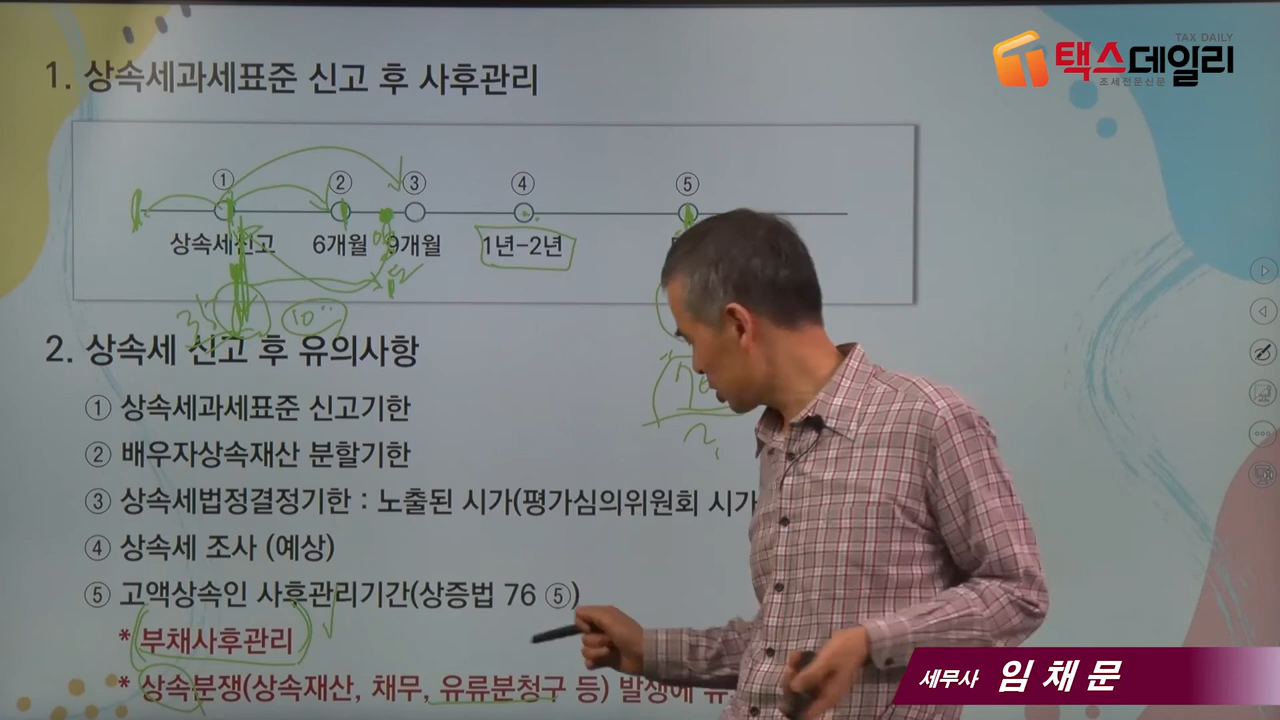 TAX DAILY
택스데일리
조세전문신문
1. 상속세과세표준 신고 후 사후관리
① ② ③ ④ ⑤
상속세신고 6개월 9개월 1년-2년
35
10
2. 상속세 신고 후 유의사항
① 상속세과세표준 신고기한
② 배우자상속재산 분할기한
③ 상속세법정결정기한 : 노출된 시가(평가심의위원회 시가
④ 상속세 조사 (예상)
⑤ 고액상속인 사후관리기간(상증법 76 ⑤)
* 부채사후관리
* 상속분쟁(상속재산, 채무, 유류분청구 등) 발생에 유
세무사 임채문